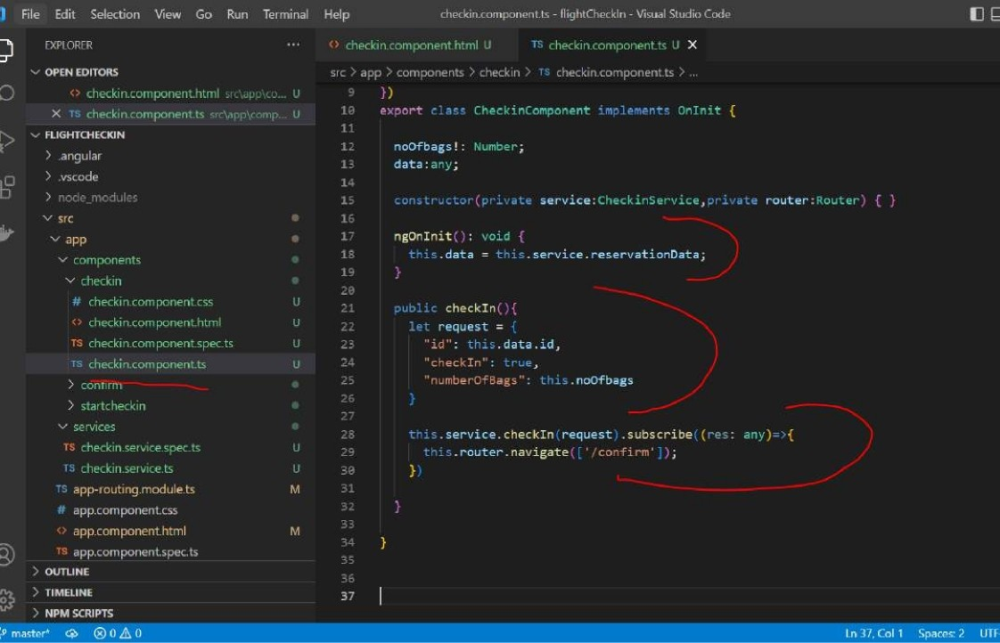 File Edit Selection View Go Run Terminal Help checkin.component.ts - flightCheckIn - Visual Studio Code
EXPLORER ...
OPEN EDITORS
<> checkin.component.html src\app\co... U
X TS checkin.component.ts src\app\comp... U
FLIGHTCHECKIN
> .angular
> .vscode
> node_modules
src
app
components
checkin
# checkin.component.css U
<> checkin.component.html U
TS checkin.component.spec.ts U
TS checkin.component.ts U
> confirm
> startcheckin
services
TS checkin.service.spec.ts U
TS checkin.service.ts U
TS app-routing.module.ts M
# app.component.css
<> app.component.html M
TS app.component.spec.ts
> OUTLINE
> TIMELINE
> NPM SCRIPTS
<> checkin.component.html U TS checkin.component.ts U X
src > app > components > checkin > TS checkin.component.ts > ...
9 })
10 export class CheckinComponent implements OnInit {
11
12 noOfbags!: Number;
13 data:any;
14
15 constructor(private service:CheckinService,private router:Router) { }
16
17 ngOnInit(): void {
18 this.data = this.service.reservationData;
19 }
20
21 public checkIn(){
22 let request = {
23 "id": this.data.id,
24 "checkIn": true,
25 "numberOfBags": this.noOfbags
26 }
27
28 this.service.checkIn(request).subscribe((res: any)=>{
29 this.router.navigate(['/confirm']);
30 })
31
32 }
33
34 }
35
36
37
master* 0 0 Ln 37, Col 1 Spaces: 2 UTF